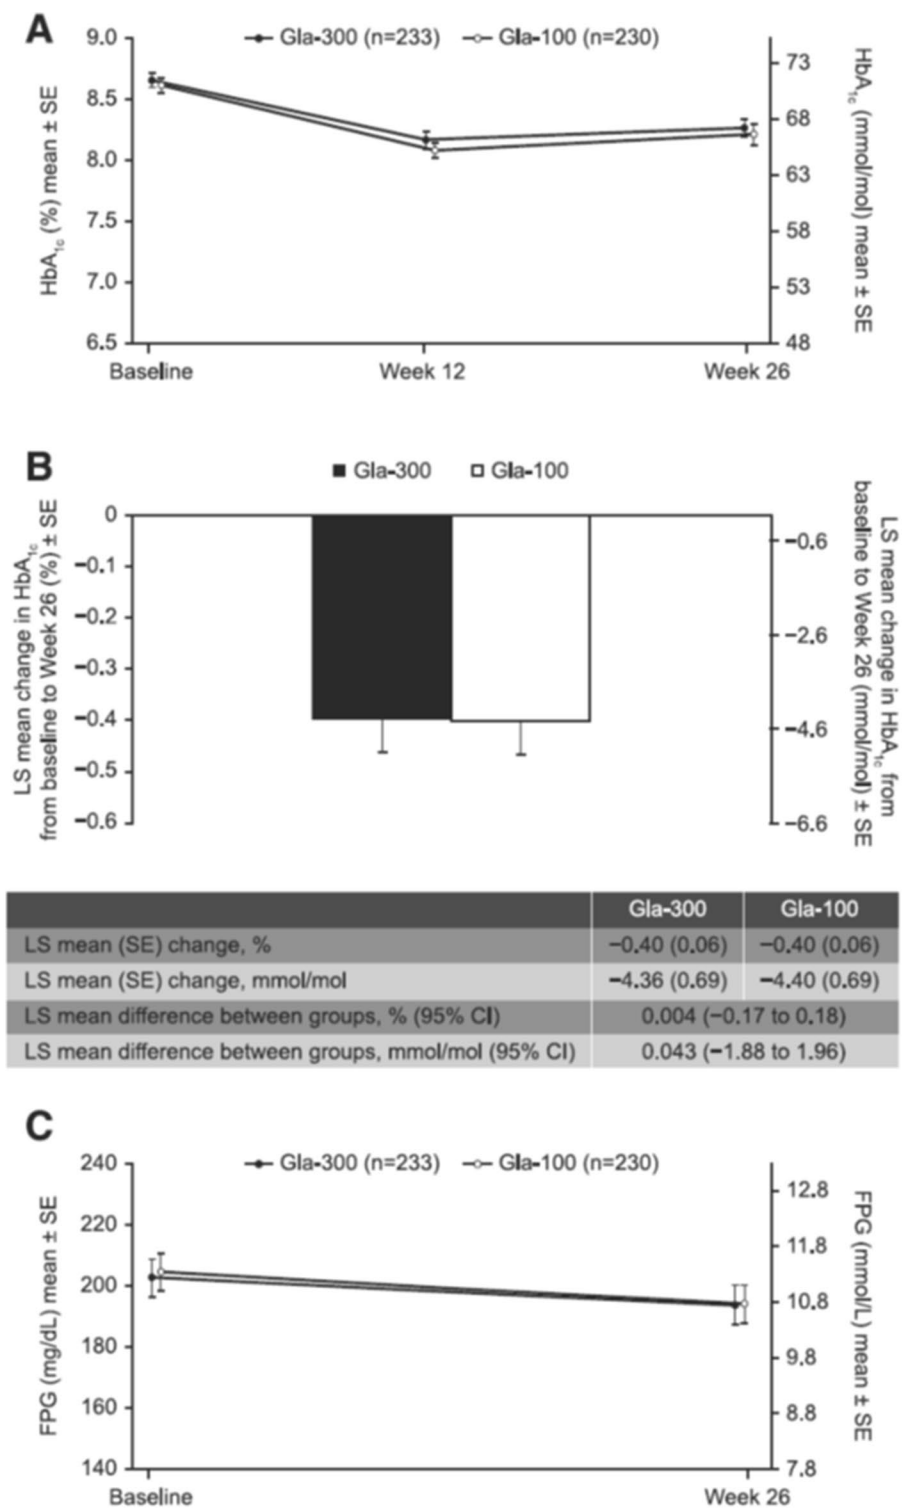 A
Gla-300 (n=233) Gla-100 (n=230)
HbA1c (%) mean ± SE
9.0
8.5
8.0
7.5
7.0
6.5
73
68
63
58
53
48
HbA1c (mmol/mol) mean ± SE
Baseline Week 12 Week 26
B
Gla-300 Gla-100
LS mean change in HbA1c
from baseline to Week 26 (%) ± SE
0
−0.1
−0.2
−0.3
−0.4
−0.5
−0.6
−0.6
−2.6
−4.6
−6.6
LS mean change in HbA1c from
baseline to Week 26 (mmol/mol) ± SE
Gla-300 Gla-100
LS mean (SE) change, % −0.40 (0.06) −0.40 (0.06)
LS mean (SE) change, mmol/mol −4.36 (0.69) −4.40 (0.69)
LS mean difference between groups, % (95% CI) 0.004 (−0.17 to 0.18)
LS mean difference between groups, mmol/mol (95% CI) 0.043 (−1.88 to 1.96)
C
Gla-300 (n=233) Gla-100 (n=230)
FPG (mg/dL) mean ± SE
240
220
200
180
160
140
12.8
11.8
10.8
9.8
8.8
7.8
FPG (mmol/L) mean ± SE
Baseline Week 26